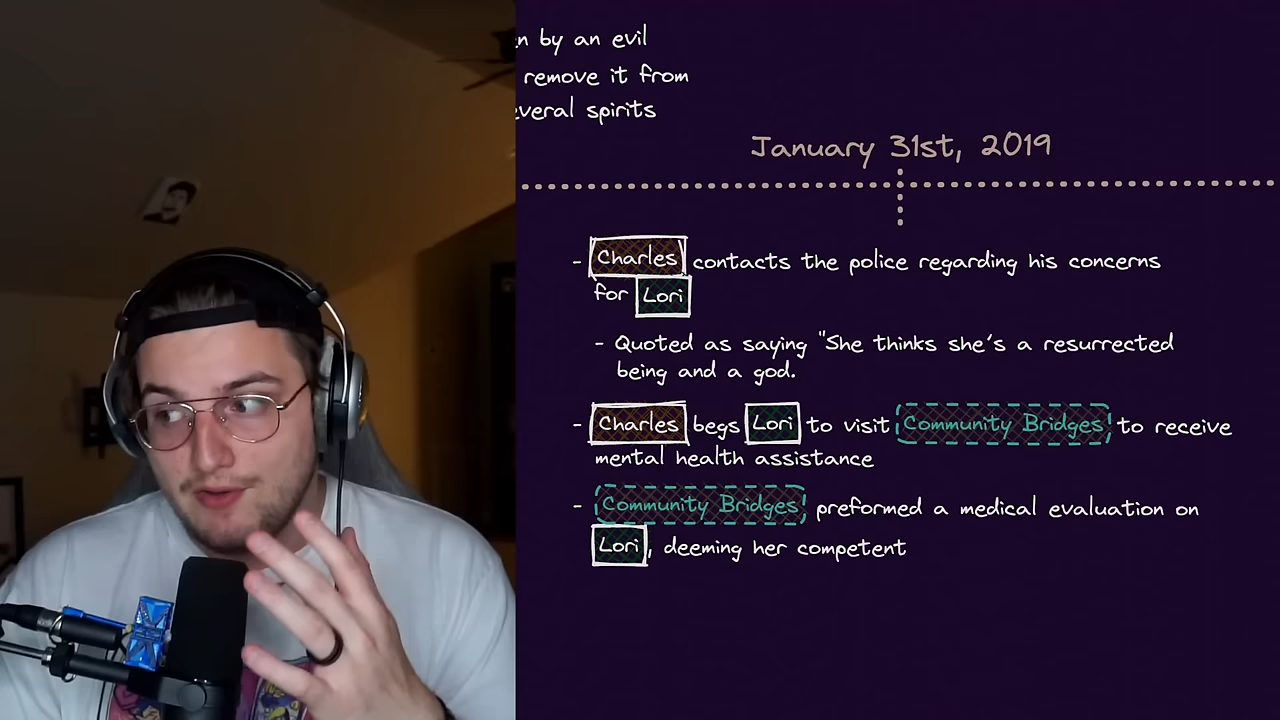 by an evil
remove it from
spirits
January 31st, 2019
- Charles contacts the police regarding his concerns
for Lori
- Quoted as saying "She thinks she's a resurrected
being and a god.
- Charles begs Lori to visit Community Bridges to receive
mental health assistance
- Community Bridges preformed a medical evaluation on
Lori, deeming her competent